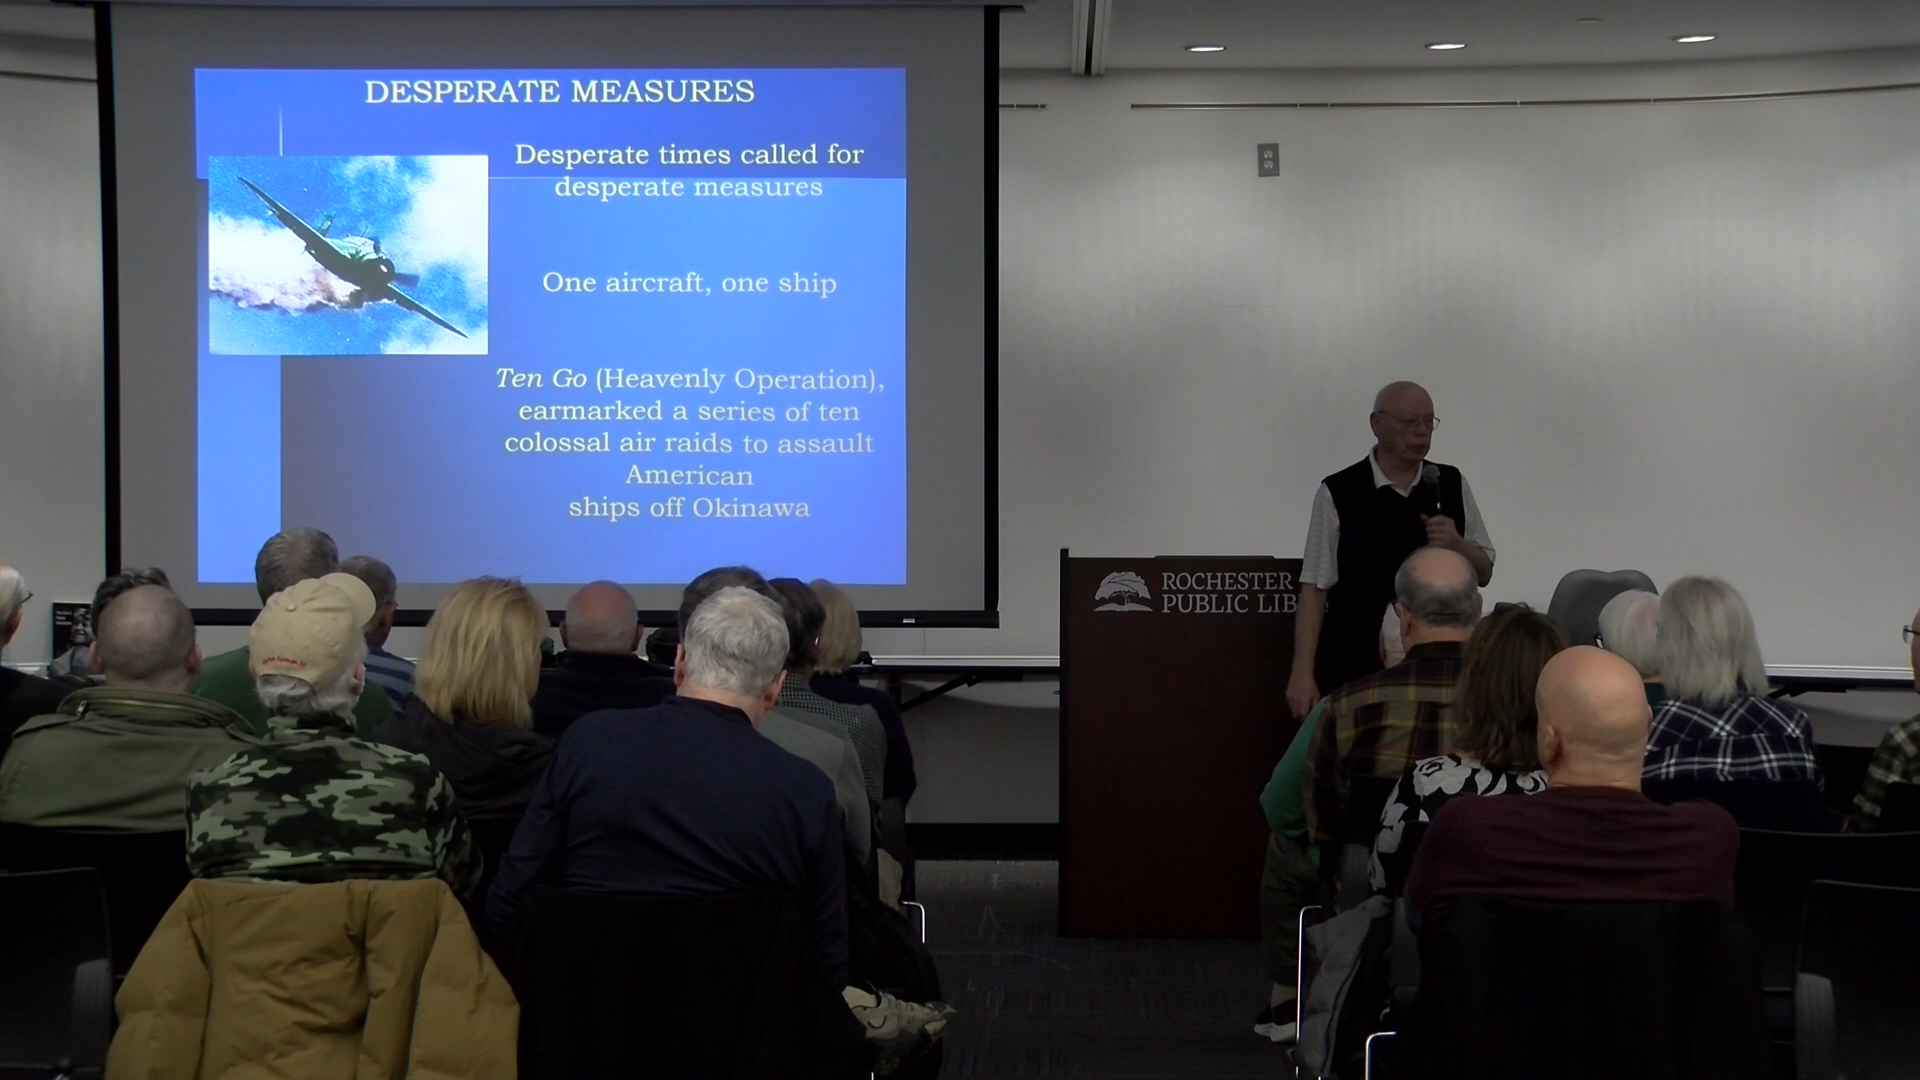 DESPERATE MEASURES
Desperate times called for
desperate measures
One aircraft, one ship
Ten Go (Heavenly Operation),
earmarked a series of ten
colossal air raids to assault
American
ships off Okinawa
ROCHESTER
PUBLIC LIB